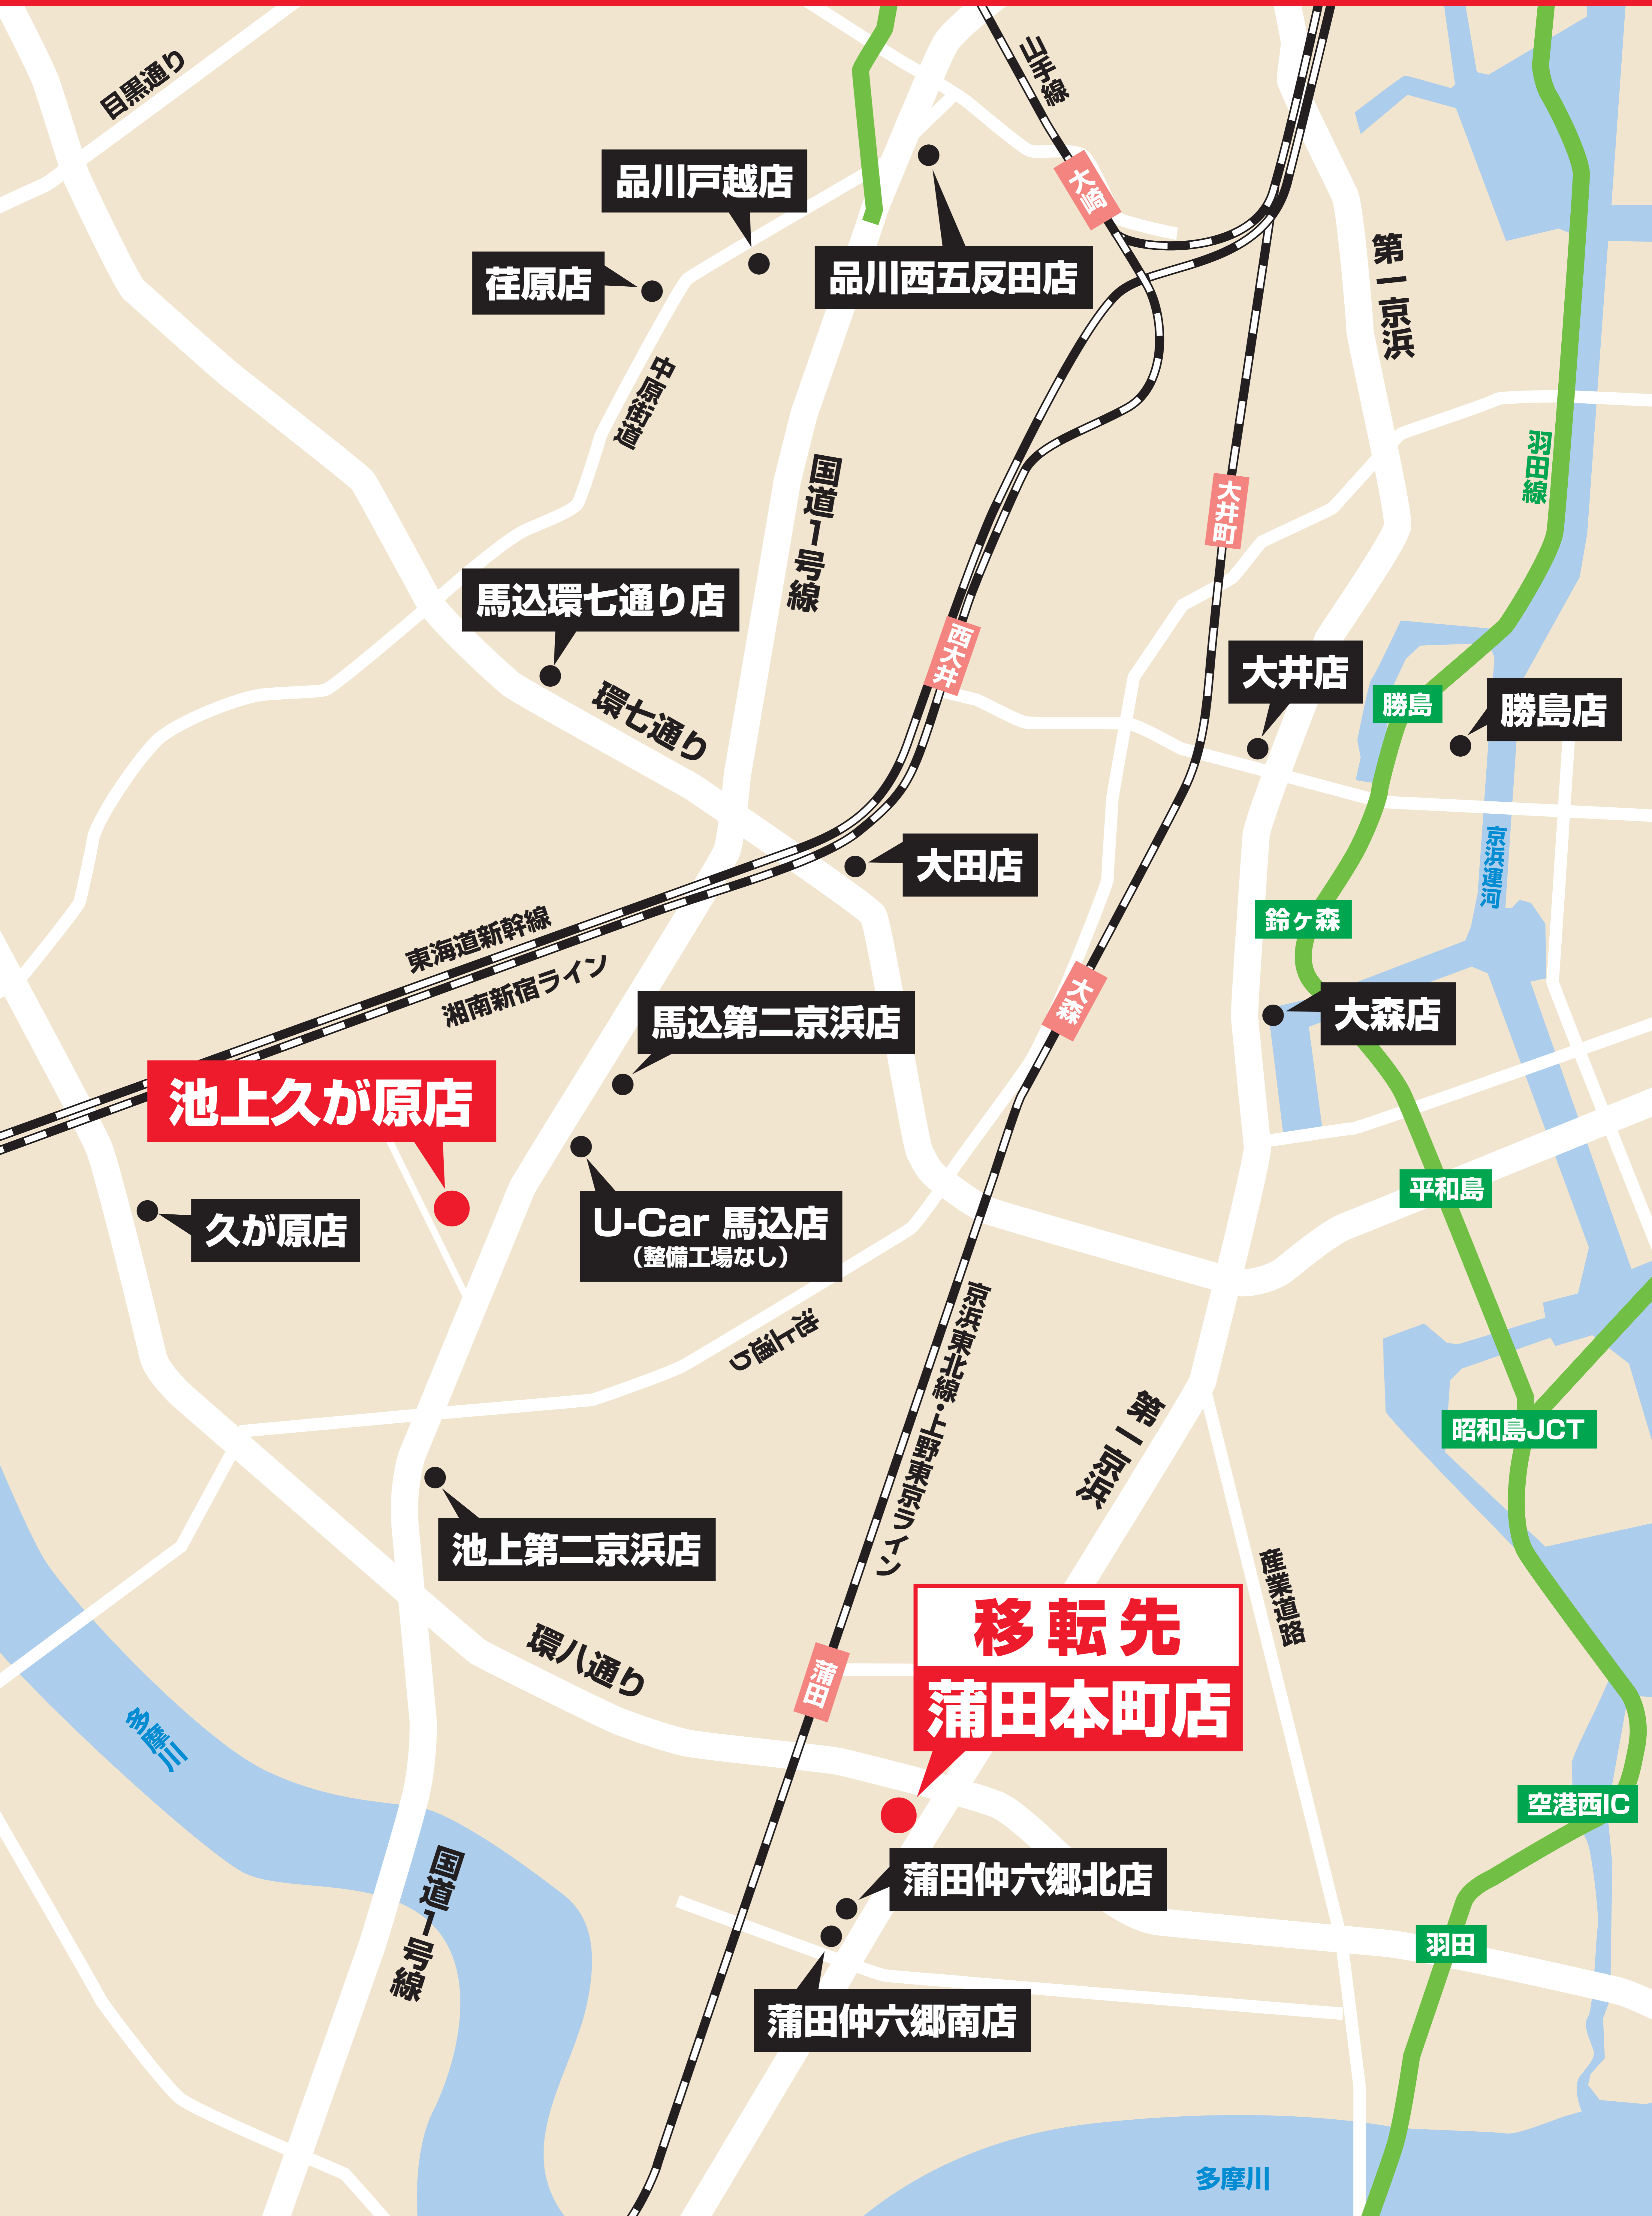 目黒通り
山手線
品川戸越店
大崎
荏原店
品川西五反田店
第一京浜
中原街道
羽田線
国道1号線
大井町
馬込環七通り店
西大井
大井店
勝島
勝島店
環七通り
京浜運河
大田店
東海道新幹線
鈴ヶ森
湘南新宿ライン
大森
大森店
馬込第二京浜店
池上久が原店
平和島
久が原店
U-Car 馬込店
(整備工場なし)
池上通り
京浜東北線・上野東京ライン
第一京浜
昭和島JCT
池上第二京浜店
産業道路
移転先
蒲田本町店
環八通り
蒲田
多摩川
空港西IC
国道1号線
蒲田仲六郷北店
羽田
蒲田仲六郷南店
多摩川